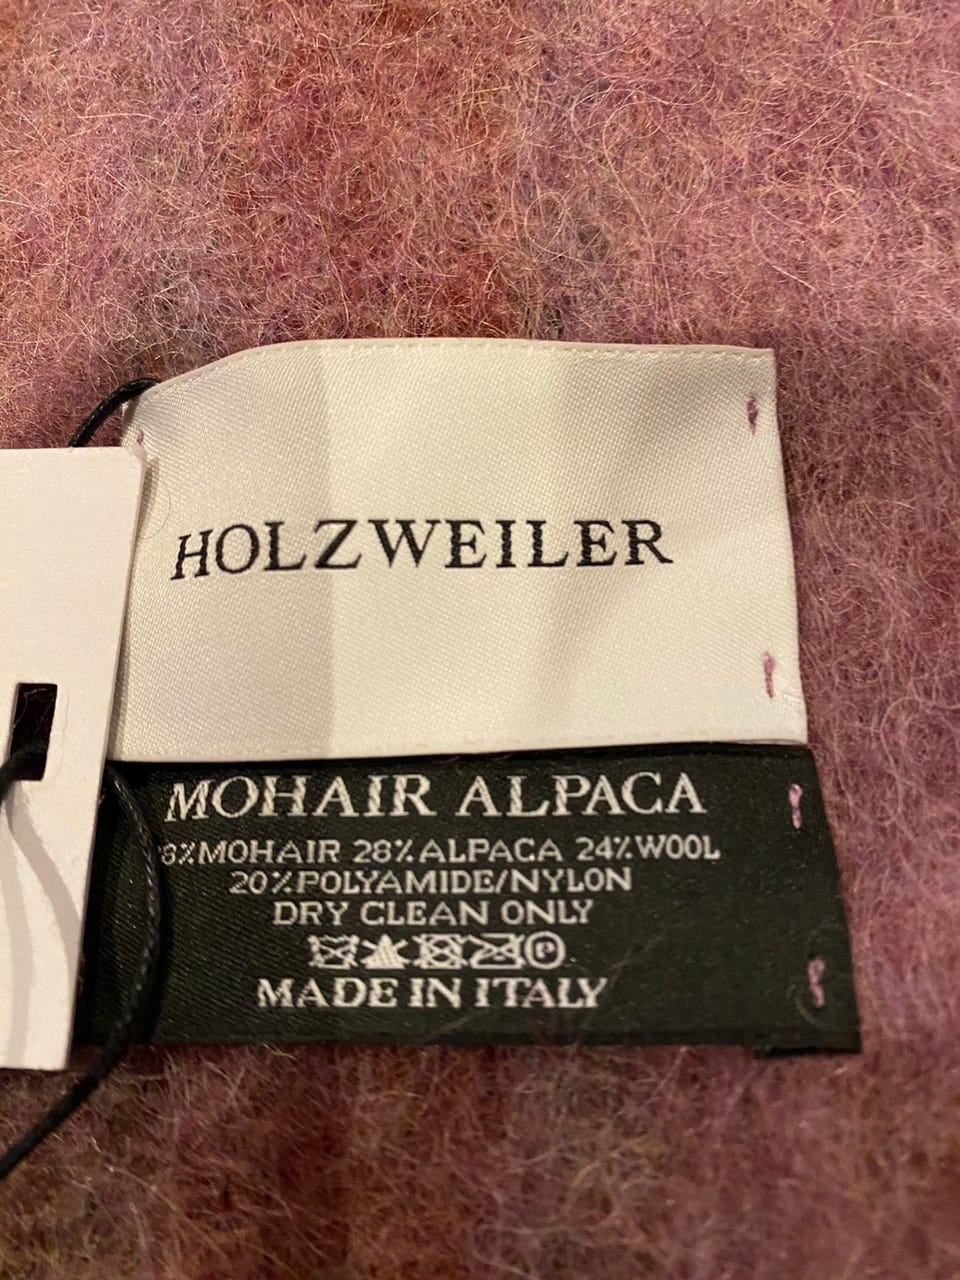 HOLZWEILER
MOHAIR ALPACA
8%MOHAIR 28%ALPACA 24%WOOL
20%POLYAMIDE/NYLON
DRY CLEAN ONLY
P
MADE IN ITALY